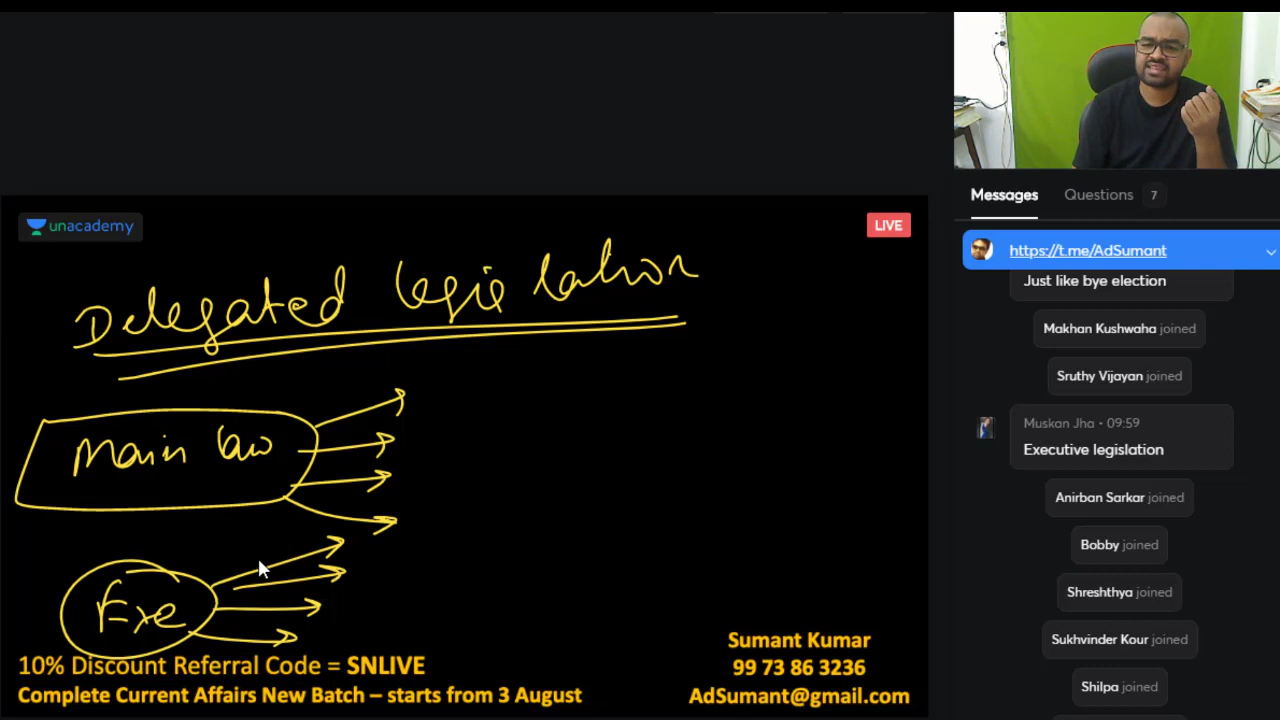 unacademy
LIVE
Delegated legislation
Main law
Exe
10% Discount Referral Code = SNLIVE
Complete Current Affairs New Batch – starts from 3 August
Sumant Kumar
99 73 86 3236
AdSumant@gmail.com
Messages
Questions 7
https://t.me/AdSumant
Just like bye election
Makhan Kushwaha joined
Sruthy Vijayan joined
Muskan Jha • 09:59
Executive legislation
Anirban Sarkar joined
Bobby joined
Shreshthya joined
Sukhvinder Kour joined
Shilpa joined